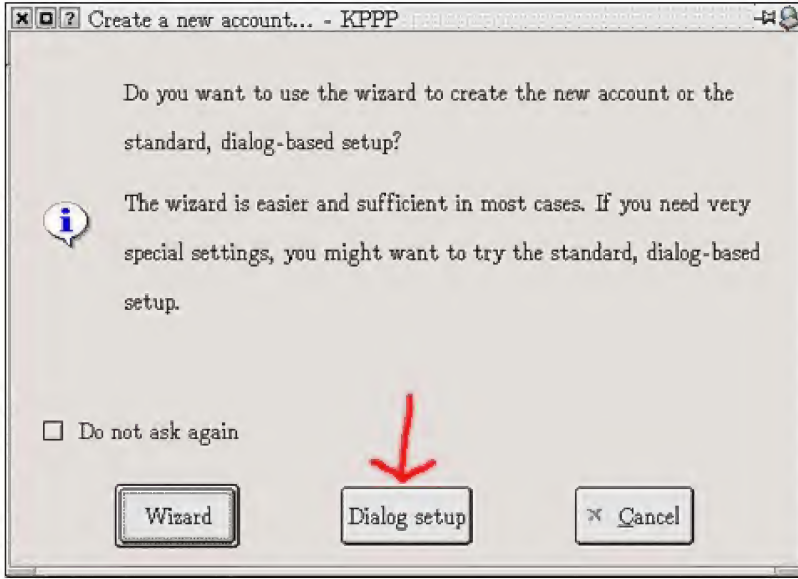 Create a new account... - KPPP
Do you want to use the wizard to create the new account or the
standard, dialog-based setup?
The wizard is easier and sufficient in most cases. If you need very
special settings, you might want to try the standard, dialog-based
setup.
Do not ask again
Wizard
Dialog setup
Cancel